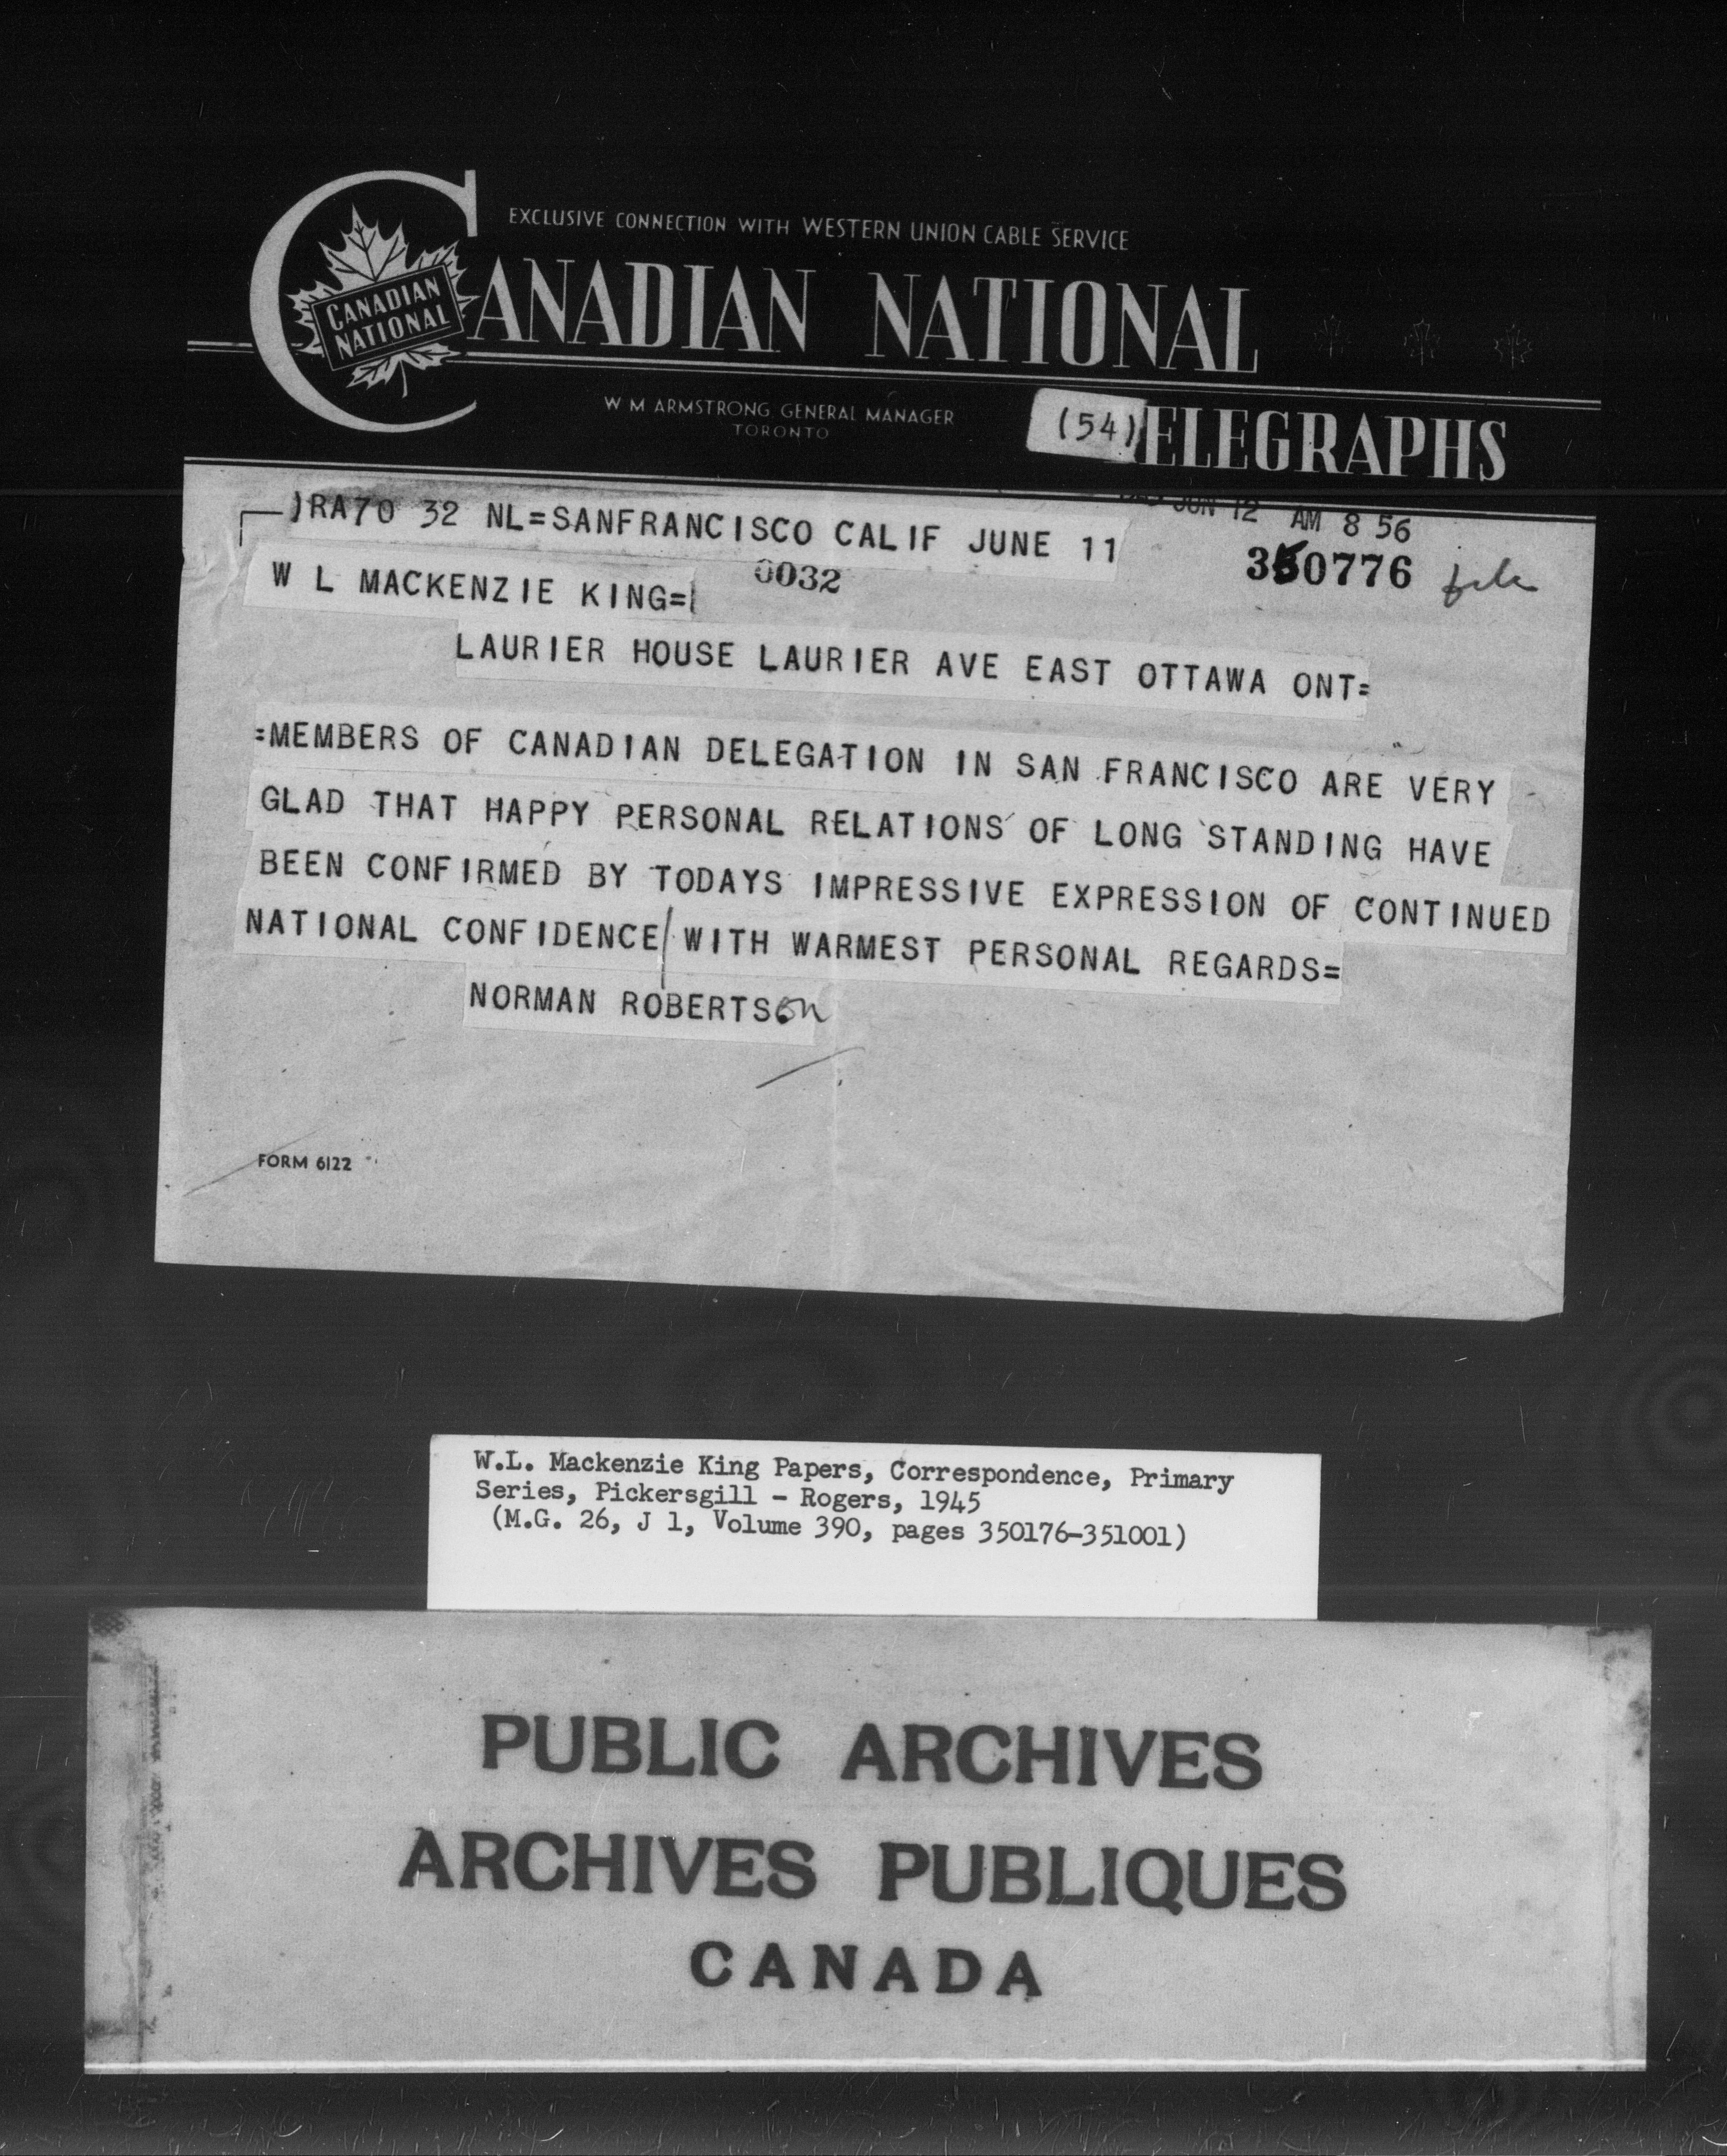 EXCLUSIVE CONNECTION WITH WESTERN UNION CABLE SERVICE
CANADIAN NATIONAL
CANADIAN
NATIONAL
W M ARMSTRONG, GENERAL MANAGER
TORONTO
(54) ELEGRAPHS
JUN 12 AM 8 56
)RA70 32 NL=SANFRANCISCO CALIF JUNE 11
350776 file
W L MACKENZIE KING= 0032
LAURIER HOUSE LAURIER AVE EAST OTTAWA ONT=
=MEMBERS OF CANADIAN DELEGATION IN SAN FRANCISCO ARE VERY
GLAD THAT HAPPY PERSONAL RELATIONS OF LONG STANDING HAVE
BEEN CONFIRMED BY TODAYS IMPRESSIVE EXPRESSION OF CONTINUED
NATIONAL CONFIDENCE/WITH WARMEST PERSONAL REGARDS=
NORMAN ROBERTSON
FORM 6122
W.L. Mackenzie King Papers, Correspondence, Primary
Series, Pickersgill - Rogers, 1945
(M.G. 26, J 1, Volume 390, pages 350176-351001)
PUBLIC ARCHIVES
ARCHIVES PUBLIQUES
CANADA